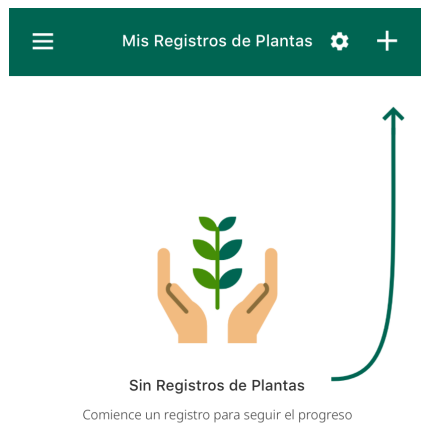 Mis Registros de Plantas
Sin Registros de Plantas
Comience un registro para seguir el progreso